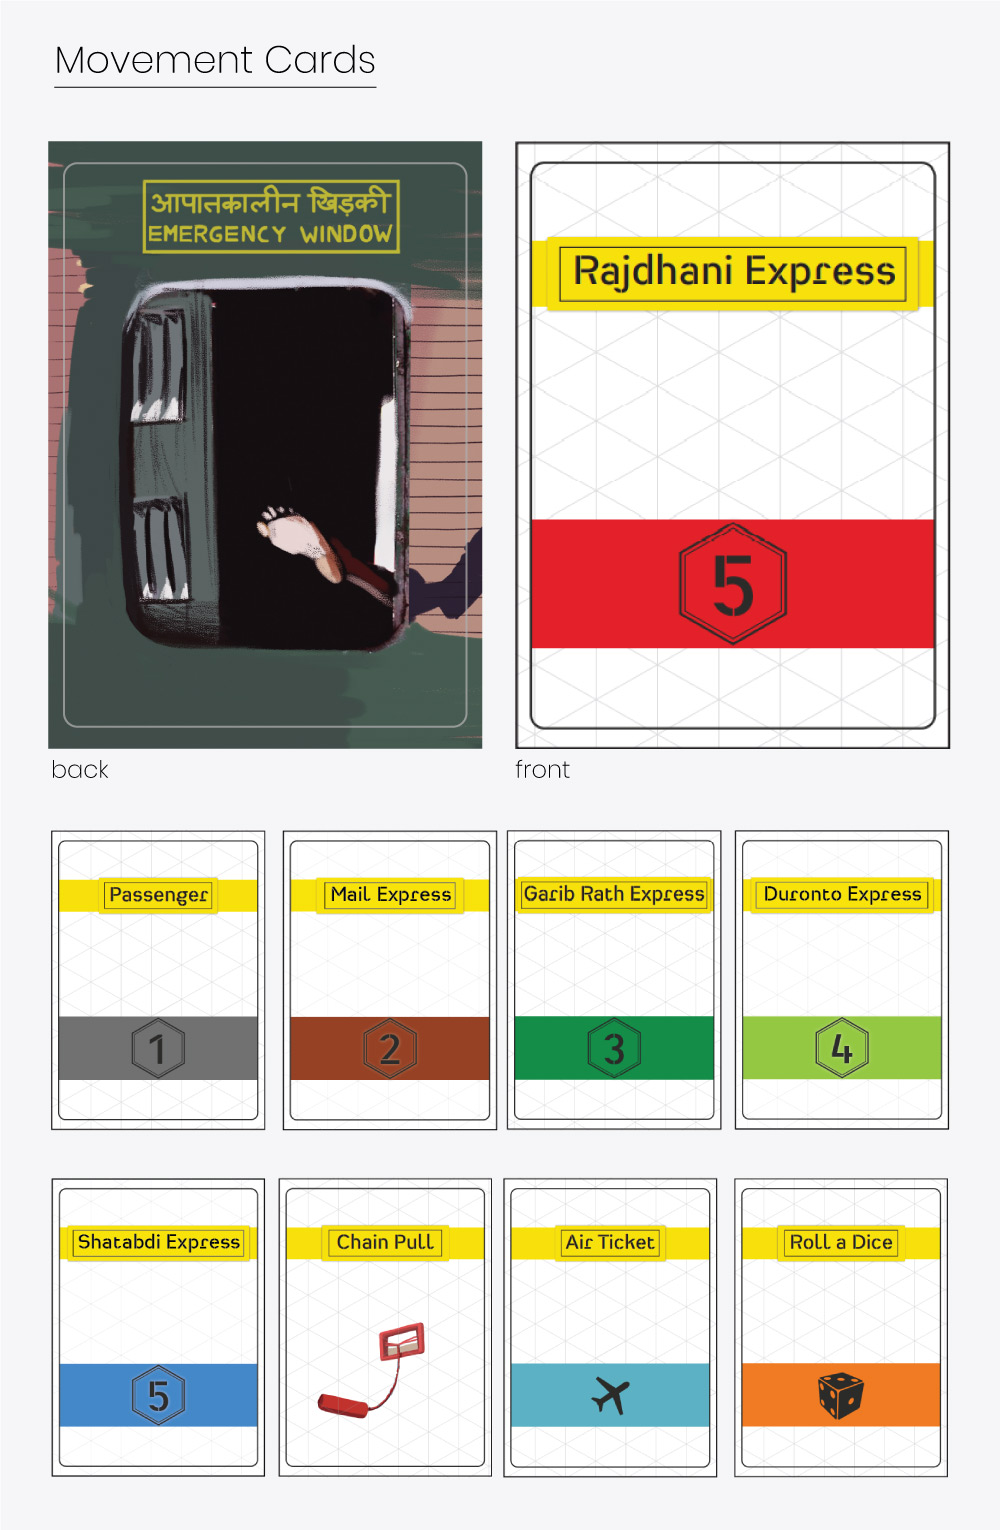 Movement Cards
आपातकालीन खिड़की
EMERGENCY WINDOW
Rajdhani Express
5
back
front
Passenger
Mail Express
Garib Rath Express
Duronto Express
1
2
3
4
Shatabdi Express
Chain Pull
Air Ticket
Roll a Dice
5